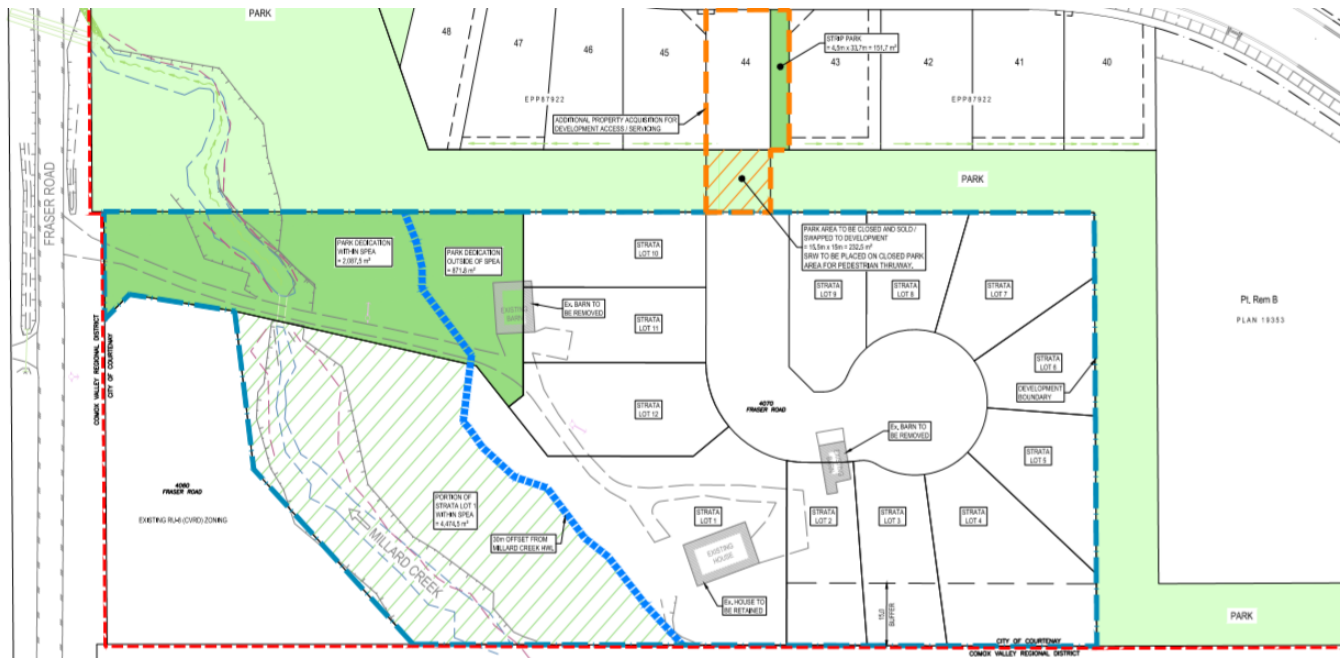 PARK
48
47
46
45
44
43
42
41
40
STRIP PARK
= 4.5m x 33.7m = 151.7 m²
EPP87922
EPP87922
ADDITIONAL PROPERTY ACQUISITION FOR
DEVELOPMENT ACCESS / SERVICING
FRASER ROAD
PARK
PARK DEDICATION
WITHIN SPEA
= 2,087.5 m²
PARK DEDICATION
OUTSIDE OF SPEA
= 871.8 m²
STRATA
LOT 10
PARK AREA TO BE CLOSED AND SOLD /
SWAPPED TO DEVELOPMENT
= 15.5m x 15m = 232.5 m²
SRW TO BE PLACED ON CLOSED PARK
AREA FOR PEDESTRIAN THRUWAY.
STRATA
LOT 9
STRATA
LOT 8
STRATA
LOT 7
EXISTING
BARN
Ex. BARN TO
BE REMOVED
STRATA
LOT 11
Pt. Rem B
PLAN 19353
STRATA
LOT 6
DEVELOPMENT
BOUNDARY
COMOX VALLEY REGIONAL DISTRICT
CITY OF COURTENAY
STRATA
LOT 12
4070
FRASER ROAD
Ex. BARN TO
BE REMOVED
STRATA
LOT 5
4080
FRASER ROAD
EXISTING RU-8 (CVRD) ZONING
PORTION OF
STRATA LOT 1
WITHIN SPEA
= 4,474.5 m²
30m OFFSET FROM
MILLARD CREEK HWL
MILLARD CREEK
STRATA
LOT 1
STRATA
LOT 2
STRATA
LOT 3
STRATA
LOT 4
EXISTING
HOUSE
Ex. HOUSE TO
BE RETAINED
15.0
BUFFER
PARK
CITY OF COURTENAY
COMOX VALLEY REGIONAL DISTRICT